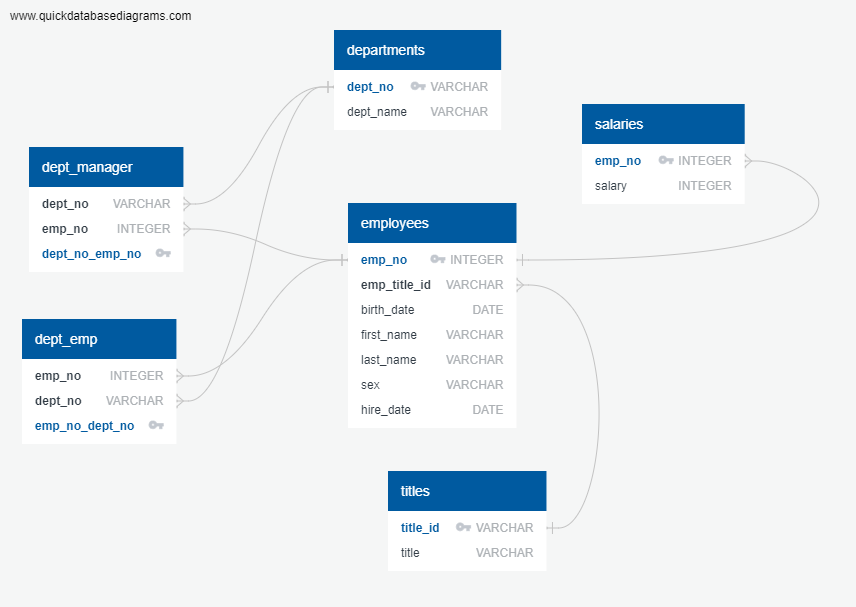 www.quickdatabasediagrams.com
departments
dept_no VARCHAR
dept_name VARCHAR
salaries
emp_no INTEGER
salary INTEGER
dept_manager
dept_no VARCHAR
emp_no INTEGER
dept_no_emp_no
employees
emp_no INTEGER
emp_title_id VARCHAR
birth_date DATE
first_name VARCHAR
last_name VARCHAR
sex VARCHAR
hire_date DATE
dept_emp
emp_no INTEGER
dept_no VARCHAR
emp_no_dept_no
titles
title_id VARCHAR
title VARCHAR